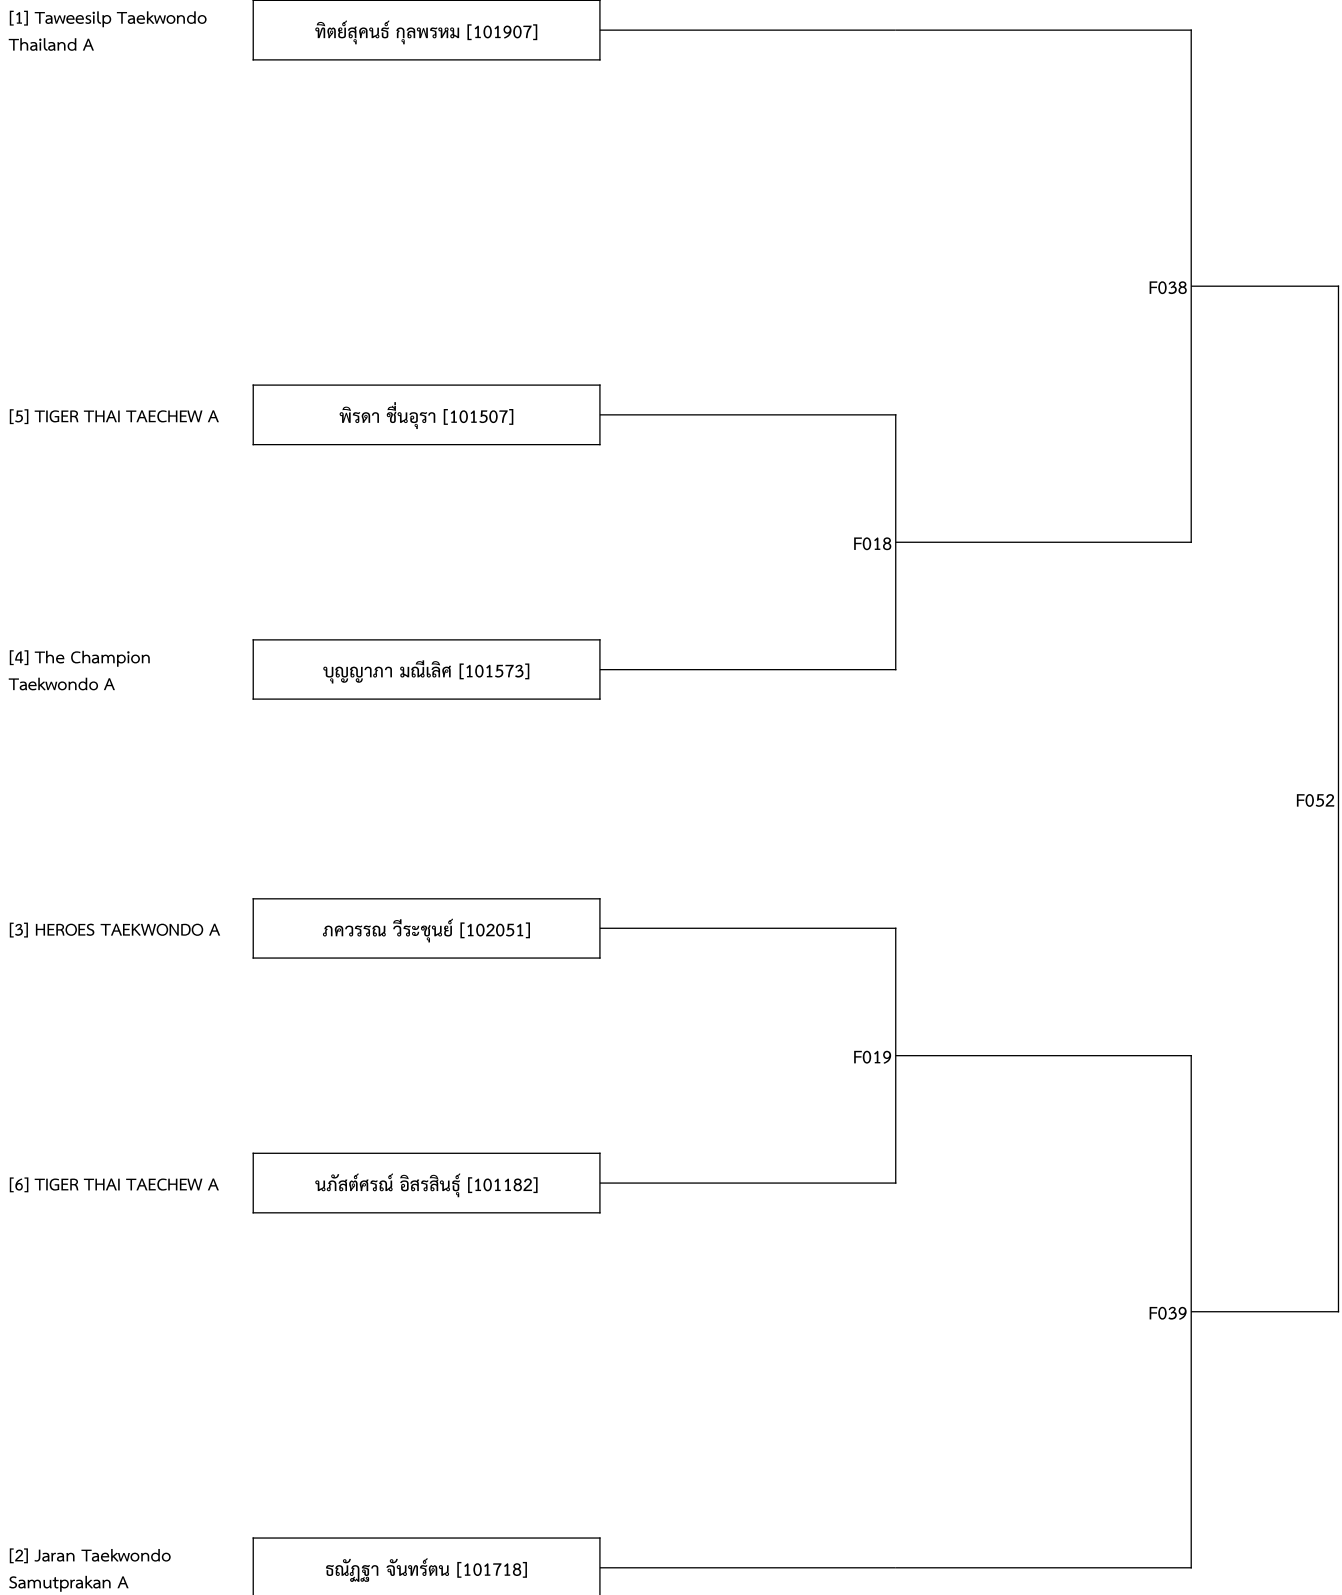 [1] Taweesilp Taekwondo
Thailand A
ทิตย์สุคนธ์ กุลพรหม [101907]
F038
[5] TIGER THAI TAECHEW A
พิรดา ชื่นอุรา [101507]
F018
[4] The Champion
Taekwondo A
บุญญาภา มณีเลิศ [101573]
F052
[3] HEROES TAEKWONDO A
ภควรรณ วีระชุนย์ [102051]
F019
[6] TIGER THAI TAECHEW A
นภัสต์ศรณ์ อิสรสินธุ์ [101182]
F039
[2] Jaran Taekwondo
Samutprakan A
ธณัฏฐา จันทร์ตน [101718]